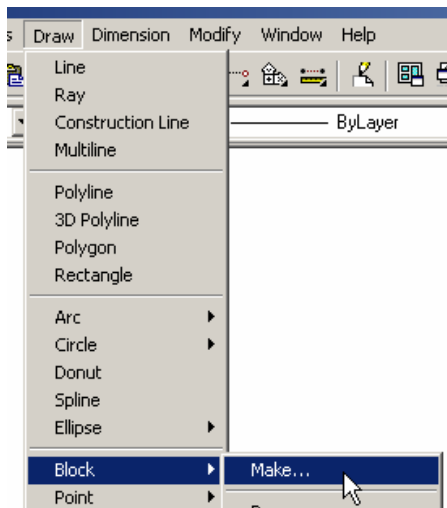 Draw Dimension Modify Window Help
Line
Ray
Construction Line
ByLayer
Multiline
Polyline
3D Polyline
Polygon
Rectangle
Arc
Circle
Donut
Spline
Ellipse
Block
Make...
Point